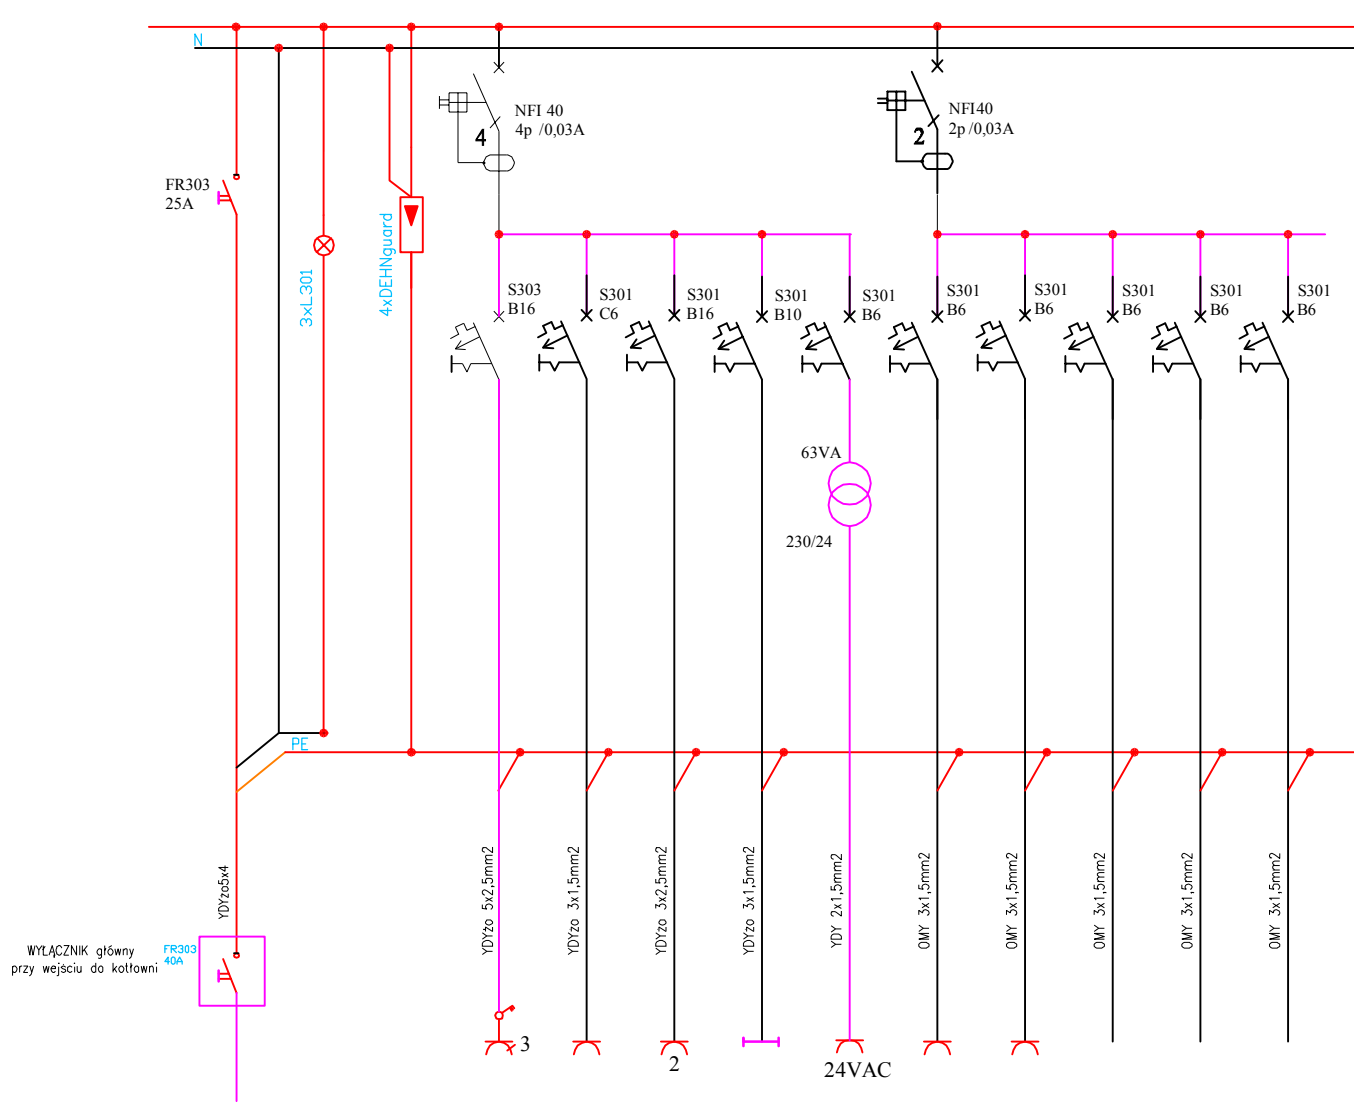 N
NFI 40
4p /0,03A
4
NFI40
2p/0,03A
2
FR303
25A
3xL301
4xDEHNguard
S303
B16
S301
C6
S301
B16
S301
B10
S301
B6
S301
B6
S301
B6
S301
B6
S301
B6
S301
B6
63VA
230/24
PE
YDYżo5x4
YDYżo 5x2,5mm2
YDYżo 3x1,5mm2
YDYżo 3x2,5mm2
YDYżo 3x1,5mm2
YDY 2x1,5mm2
OMY 3x1,5mm2
OMY 3x1,5mm2
OMY 3x1,5mm2
OMY 3x1,5mm2
OMY 3x1,5mm2
WYŁĄCZNIK główny
przy wejściu do kotłowni
FR303
40A
3
2
24VAC